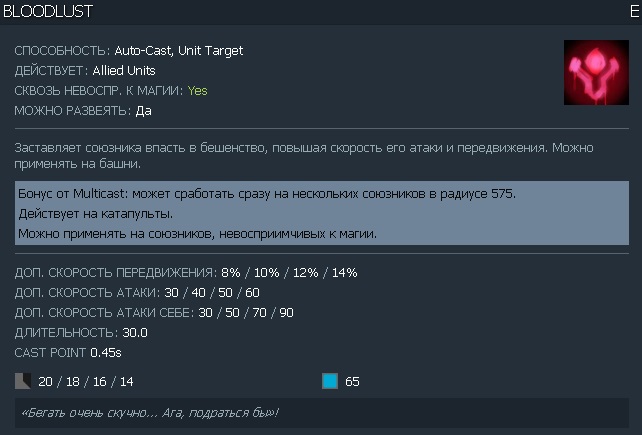 BLOODLUST E
СПОСОБНОСТЬ: Auto-Cast, Unit Target
ДЕЙСТВУЕТ: Allied Units
СКВОЗЬ НЕВОСПР. К МАГИИ: Yes
МОЖНО РАЗВЕЯТЬ: Да
Заставляет союзника впасть в бешенство, повышая скорость его атаки и передвижения. Можно
применять на башни.
Бонус от Multicast: может сработать сразу на нескольких союзников в радиусе 575.
Действует на катапульты.
Можно применять на союзников, невосприимчивых к магии.
ДОП. СКОРОСТЬ ПЕРЕДВИЖЕНИЯ: 8% / 10% / 12% / 14%
ДОП. СКОРОСТЬ АТАКИ: 30 / 40 / 50 / 60
ДОП. СКОРОСТЬ АТАКИ СЕБЕ: 30 / 50 / 70 / 90
ДЛИТЕЛЬНОСТЬ: 30.0
CAST POINT 0.45s
20 / 18 / 16 / 14 65
«Бегать очень скучно... Ага, подраться бы»!